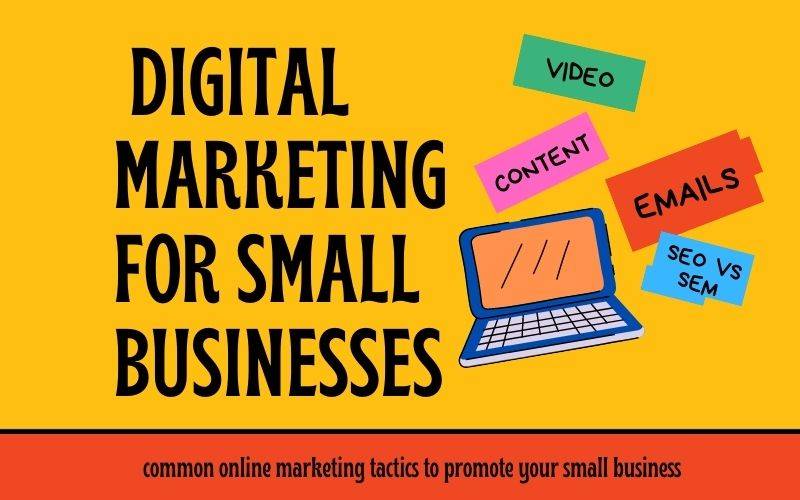 DIGITAL
MARKETING
FOR SMALL
BUSINESSES
VIDEO
CONTENT
EMAILS
SEO VS
SEM
common online marketing tactics to promote your small business